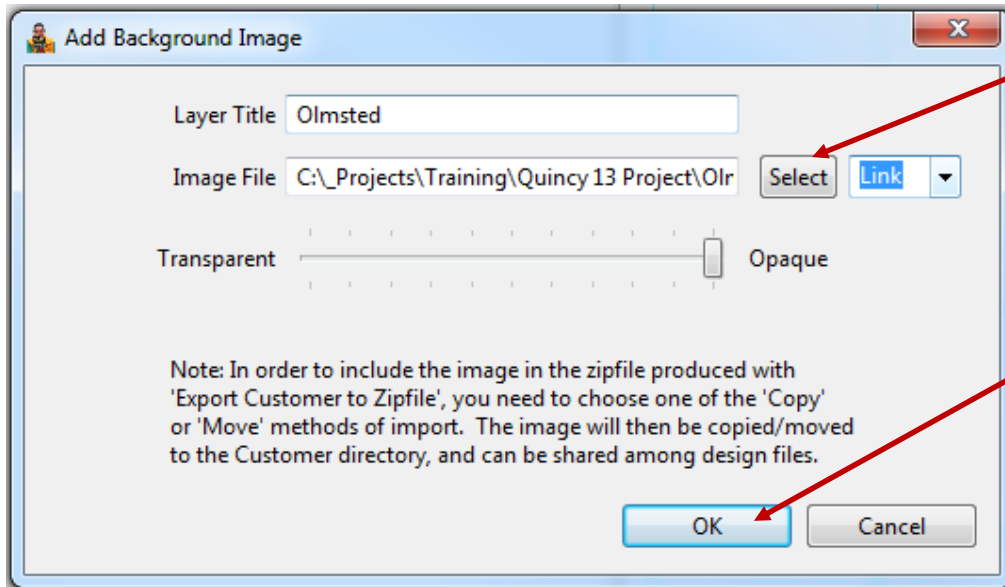 Add Background Image
Layer Title Olmsted
Image File C:\_Projects\Training\Quincy 13 Project\Olm Select Link
Transparent Opaque
Note: In order to include the image in the zipfile produced with
'Export Customer to Zipfile', you need to choose one of the 'Copy'
or 'Move' methods of import. The image will then be copied/moved
to the Customer directory, and can be shared among design files.
OK Cancel